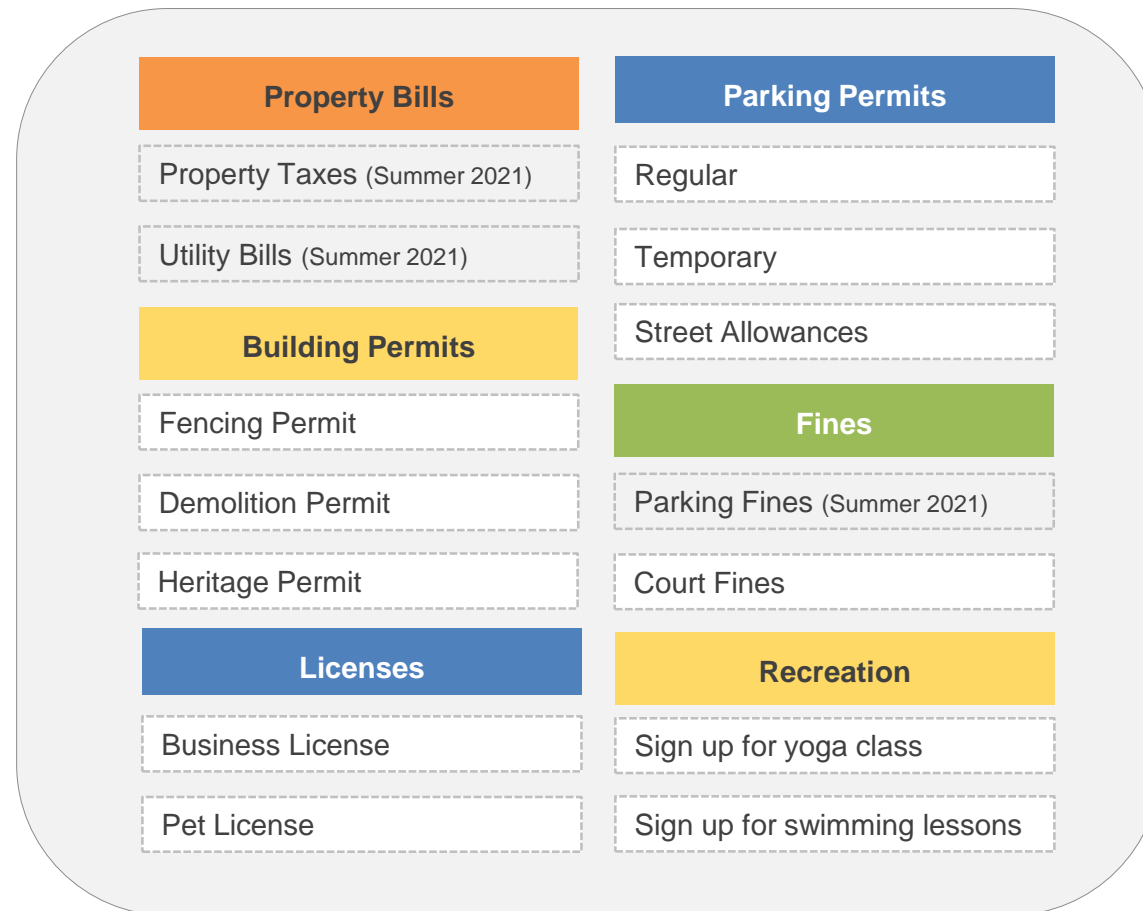 Property Bills
Property Taxes (Summer 2021)
Utility Bills (Summer 2021)
Building Permits
Fencing Permit
Demolition Permit
Heritage Permit
Licenses
Business License
Pet License
Parking Permits
Regular
Temporary
Street Allowances
Fines
Parking Fines (Summer 2021)
Court Fines
Recreation
Sign up for yoga class
Sign up for swimming lessons